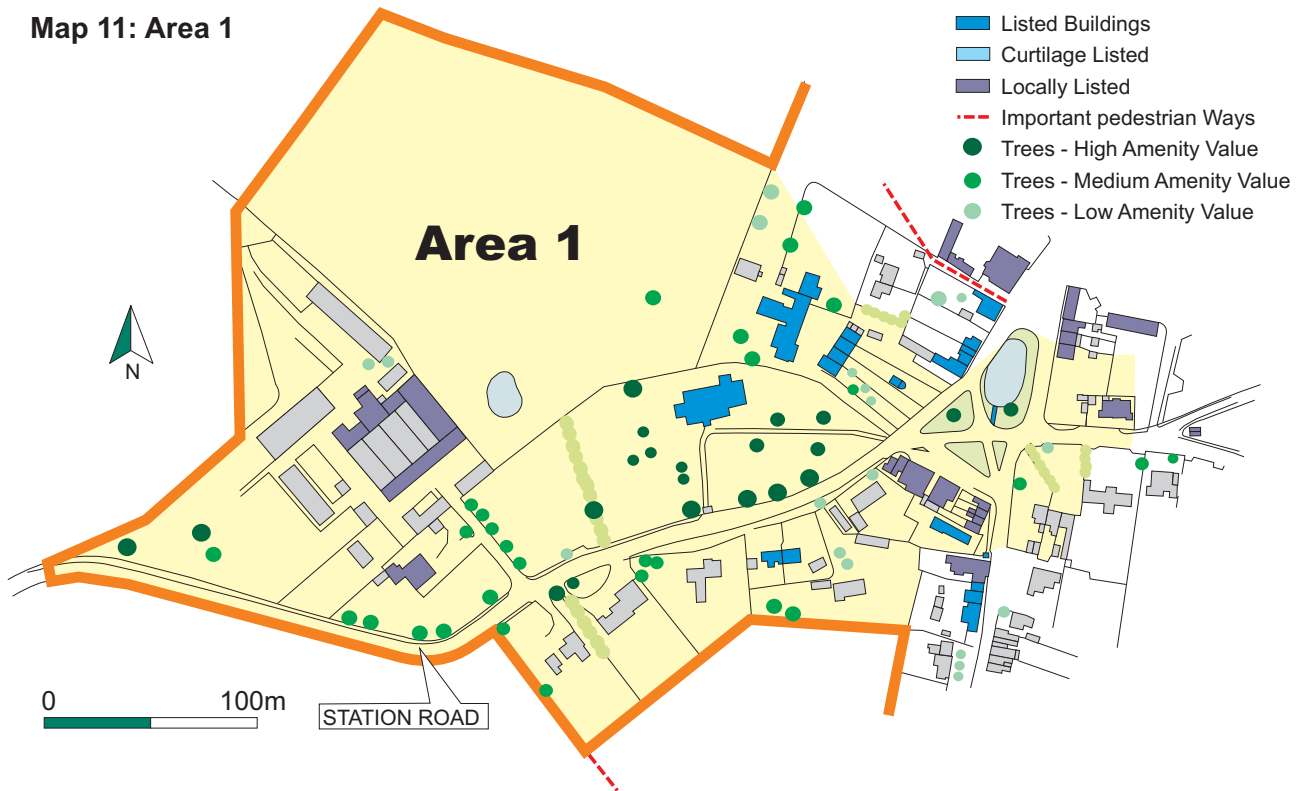 Map 11: Area 1
Listed Buildings
Curtilage Listed
Locally Listed
Important pedestrian Ways
Trees - High Amenity Value
Trees - Medium Amenity Value
Trees - Low Amenity Value
Area 1
N
0 100m
STATION ROAD